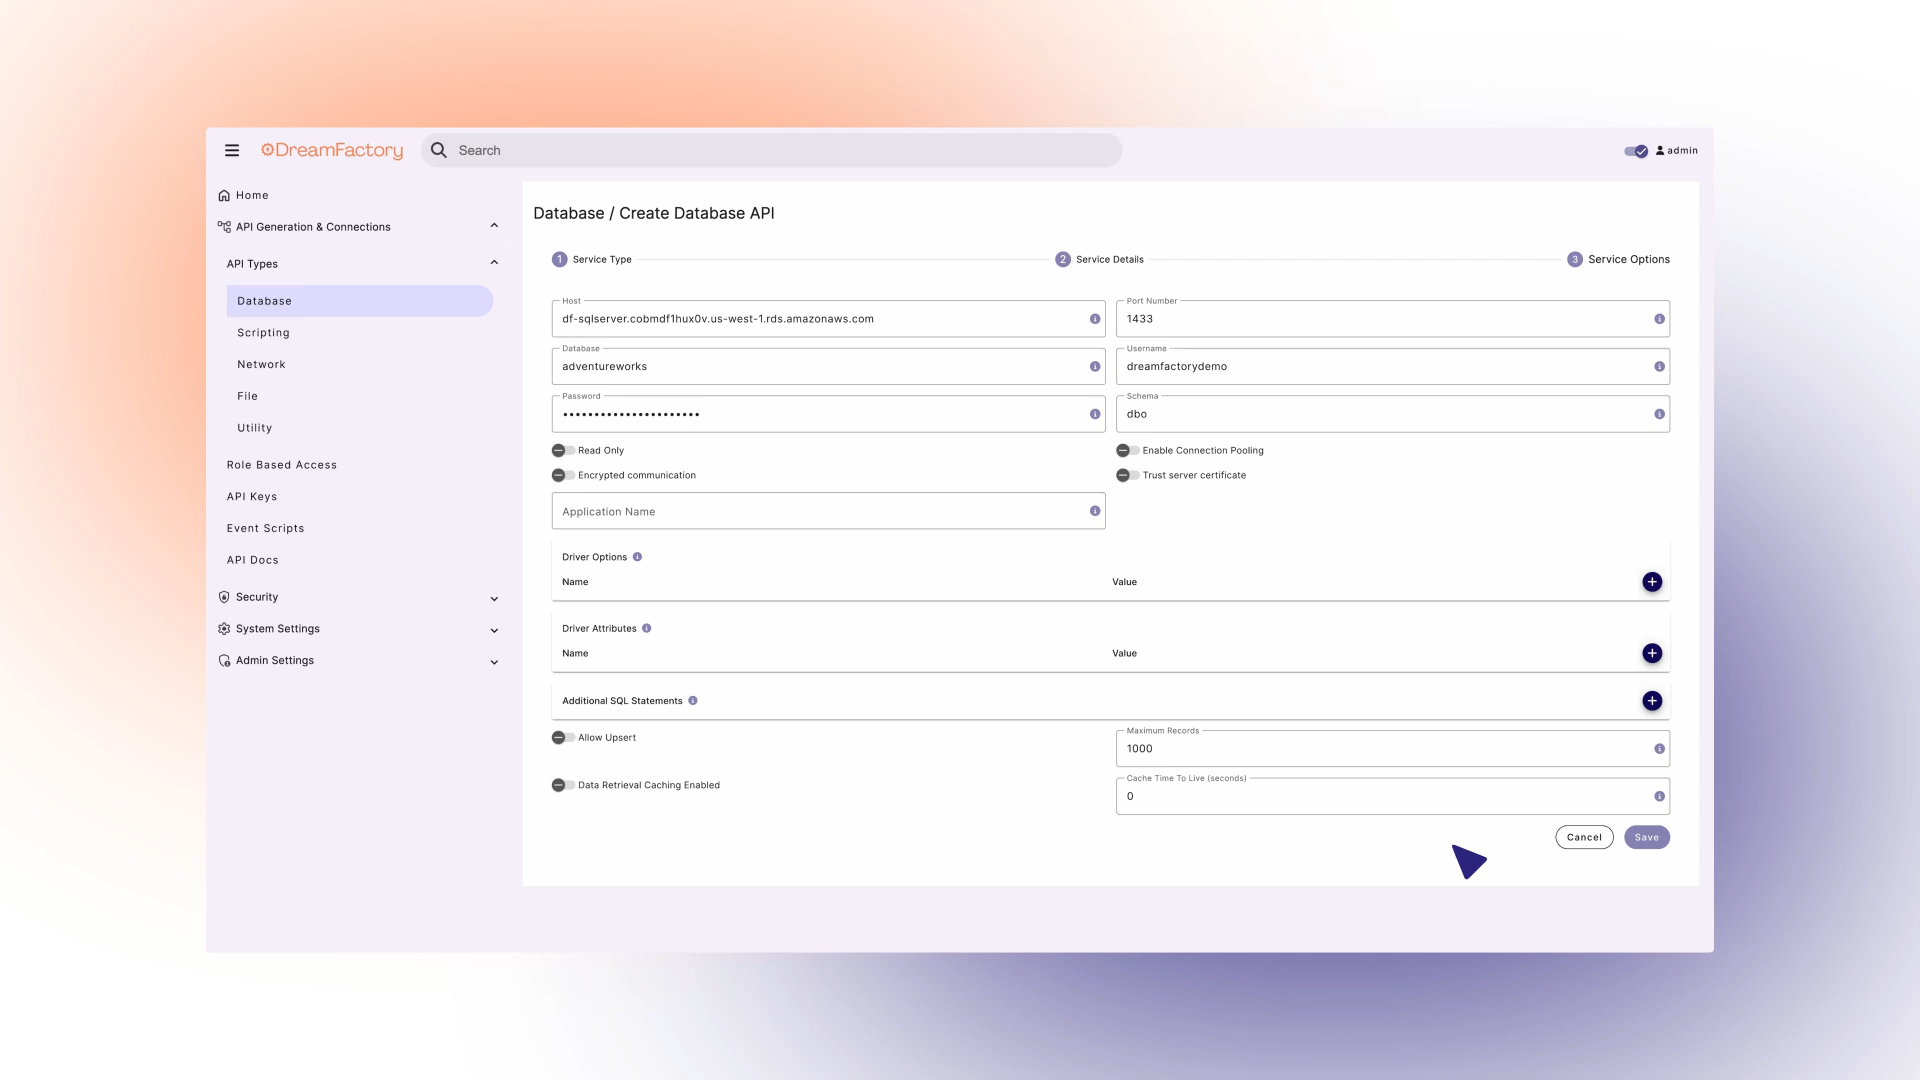 DreamFactory
Search
admin
Home
API Generation & Connections
API Types
Database
Scripting
Network
File
Utility
Role Based Access
API Keys
Event Scripts
API Docs
Security
System Settings
Admin Settings
Database / Create Database API
1 Service Type
2 Service Details
3 Service Options
Host
df-sqlserver.cobmdf1hux0v.us-west-1.rds.amazonaws.com
Port Number
1433
Database
adventureworks
Username
dreamfactorydemo
Password
••••••••••••••••••••••
Schema
dbo
Read Only
Enable Connection Pooling
Encrypted communication
Trust server certificate
Application Name
Driver Options
Name Value
Driver Attributes
Name Value
Additional SQL Statements
Allow Upsert
Maximum Records
1000
Data Retrieval Caching Enabled
Cache Time To Live (seconds)
0
Cancel Save